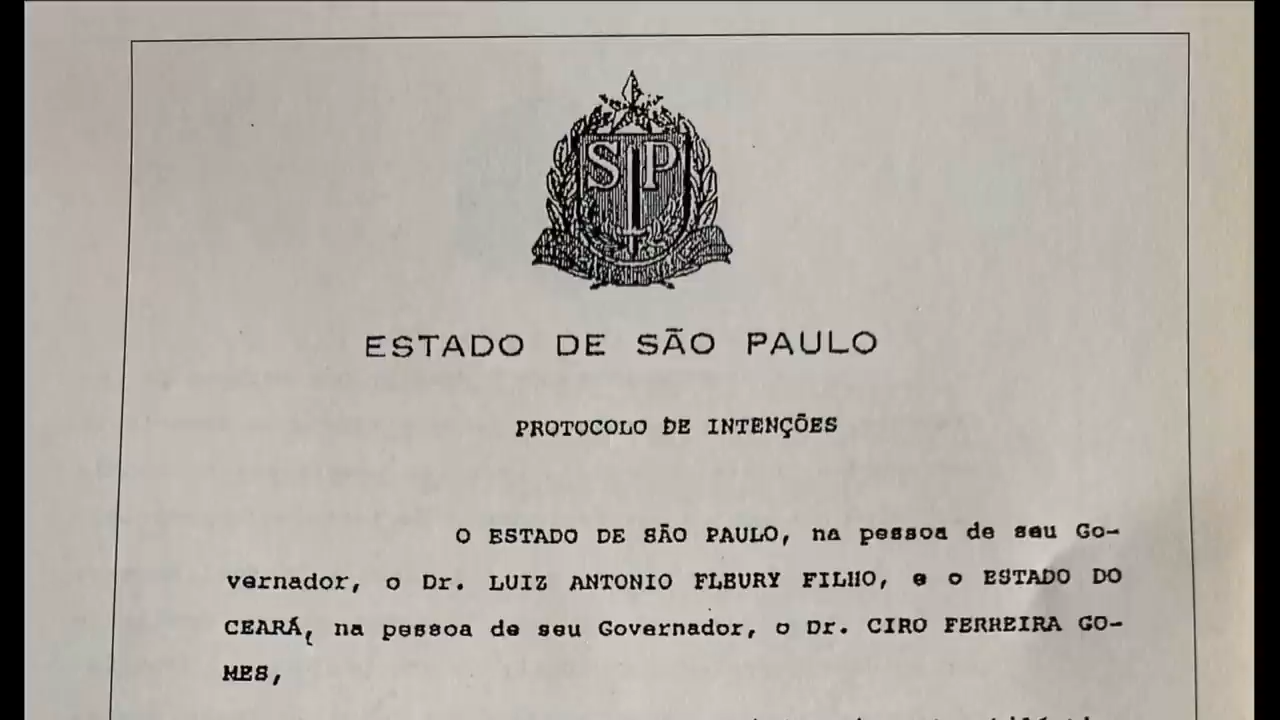 SP
ESTADO DE SÃO PAULO
PROTOCOLO DE INTENÇÕES
O ESTADO DE SÃO PAULO, na pessoa de seu Go-
vernador, o Dr. LUIZ ANTONIO FLEURY FILHO, e o ESTADO DO
CEARÁ, na pessoa de seu Governador, o Dr. CIRO FERREIRA GO-
MES,